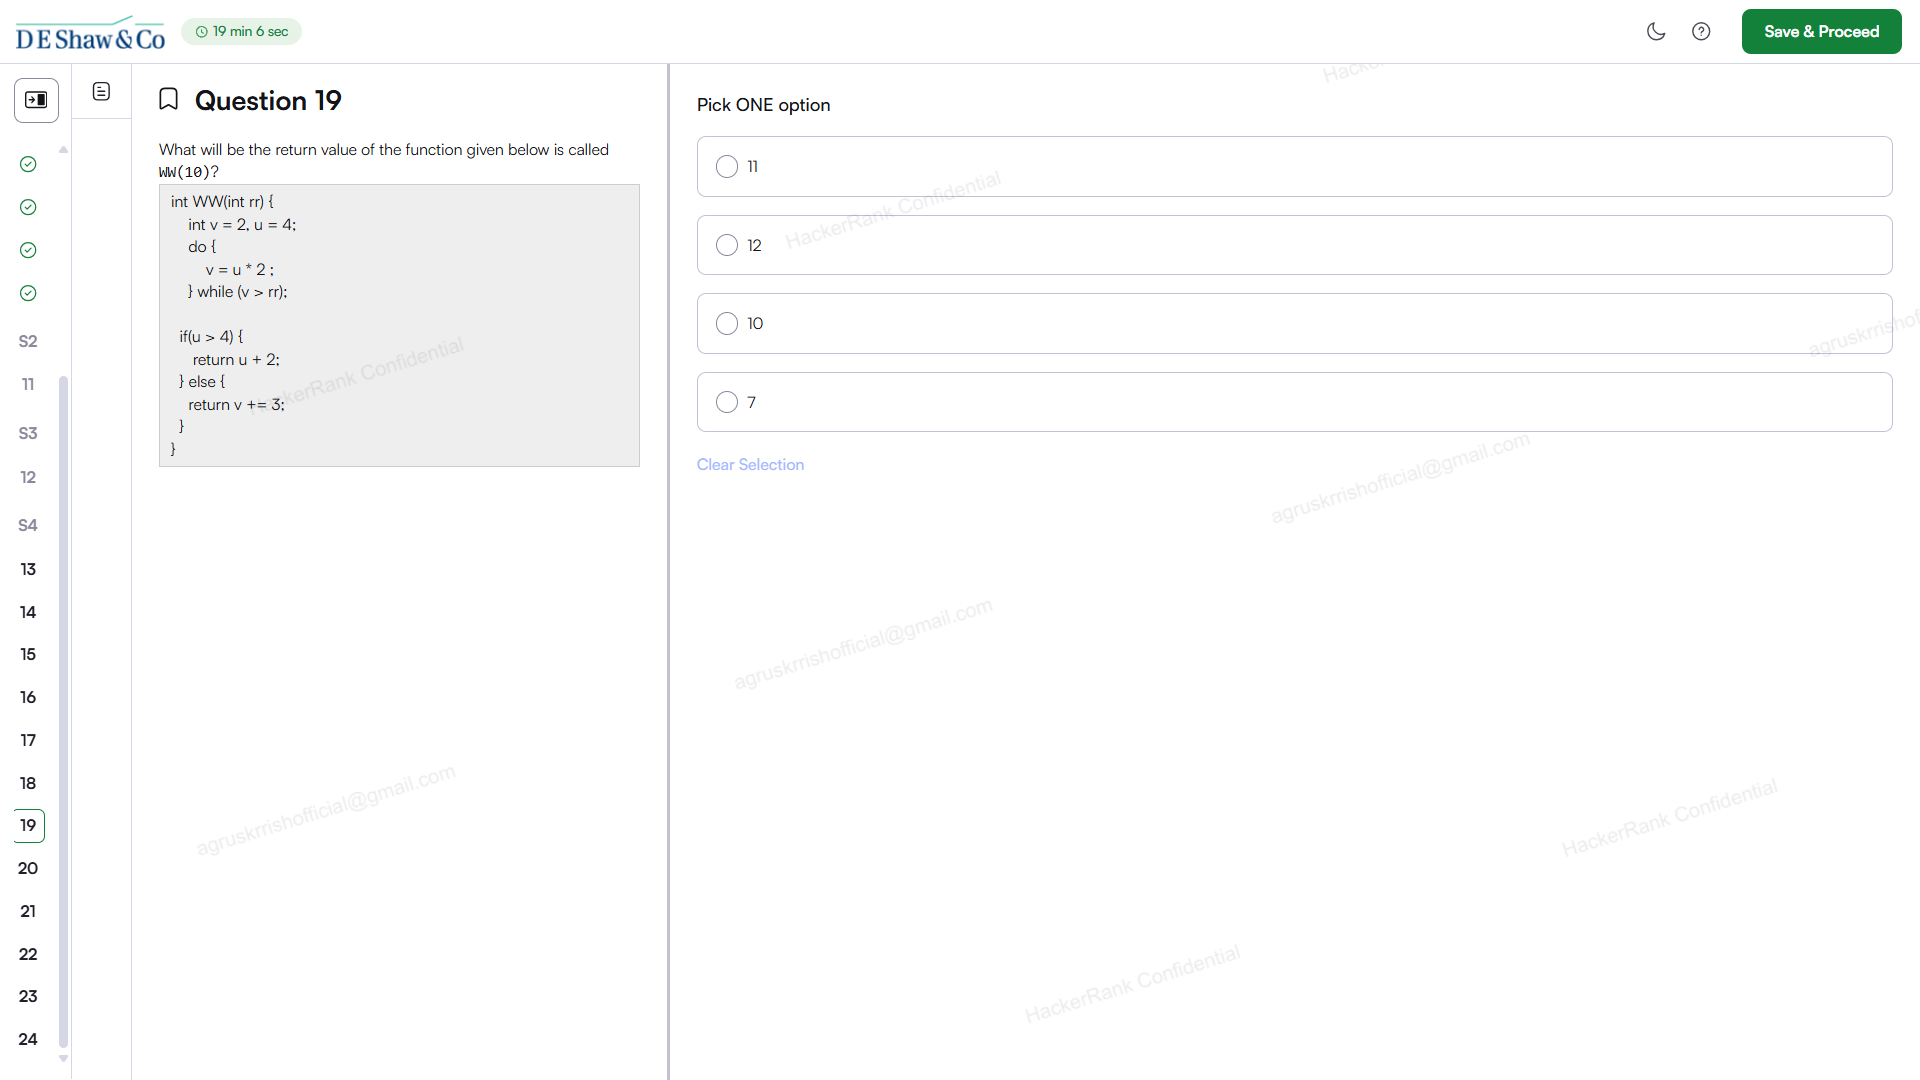 DE Shaw & Co
19 min 6 sec
Save & Proceed
S2
11
S3
12
S4
13
14
15
16
17
18
19
20
21
22
23
24
Question 19
What will be the return value of the function given below is called
WW(10)?
int WW(int rr) {
int v = 2, u = 4;
do {
v = u * 2 ;
} while (v > rr);
if(u > 4) {
return u + 2;
} else {
return v += 3;
}
}
Pick ONE option
11
12
10
7
Clear Selection
HackerRank Confidential
HackerRank Confidential
agruskrrishofficial@gmail.com
agruskrrishofficial@gmail.com
agruskrrishofficial@gmail.com
HackerRank Confidential
HackerRank Confidential